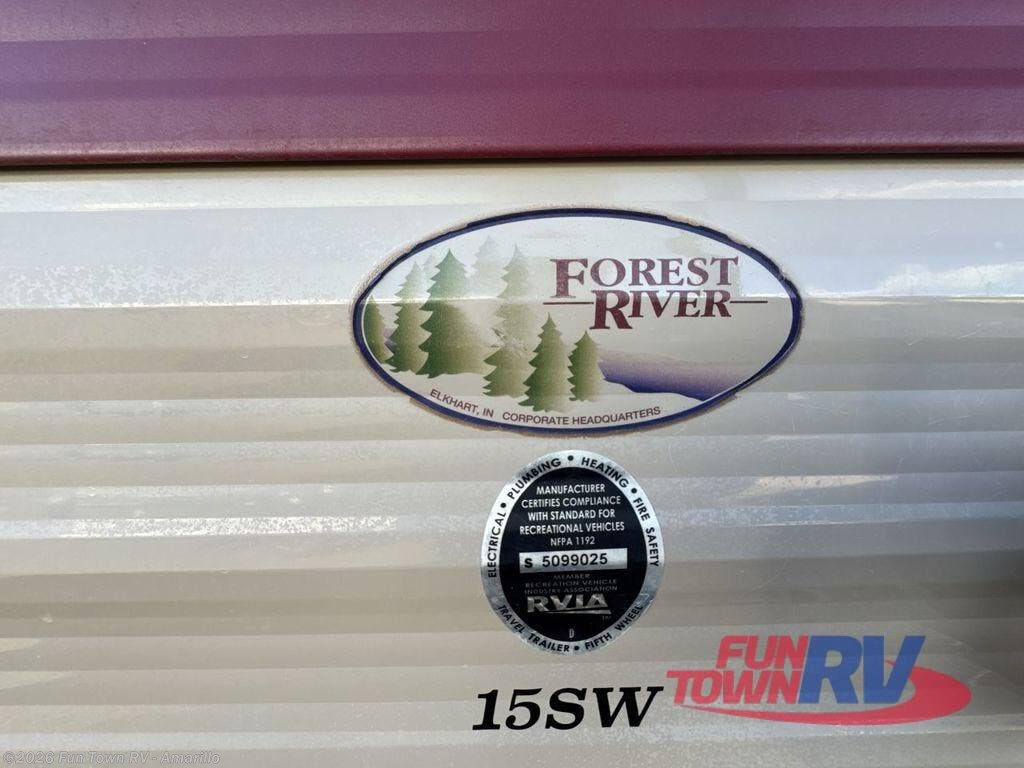 FOREST
RIVER
ELKHART, IN CORPORATE HEADQUARTERS
ELECTRICAL • PLUMBING • HEATING • FIRE SAFETY
MANUFACTURER
CERTIFIES COMPLIANCE
WITH STANDARD FOR
RECREATIONAL VEHICLES
NFPA 1192
S 5099025
MEMBER
RECREATION VEHICLE
INDUSTRY ASSOCIATION
RVIA
TM
D
TRAVEL TRAILER • FIFTH WHEEL
15SW
FUN
TOWN RV
©2026 Fun Town RV - Amarillo